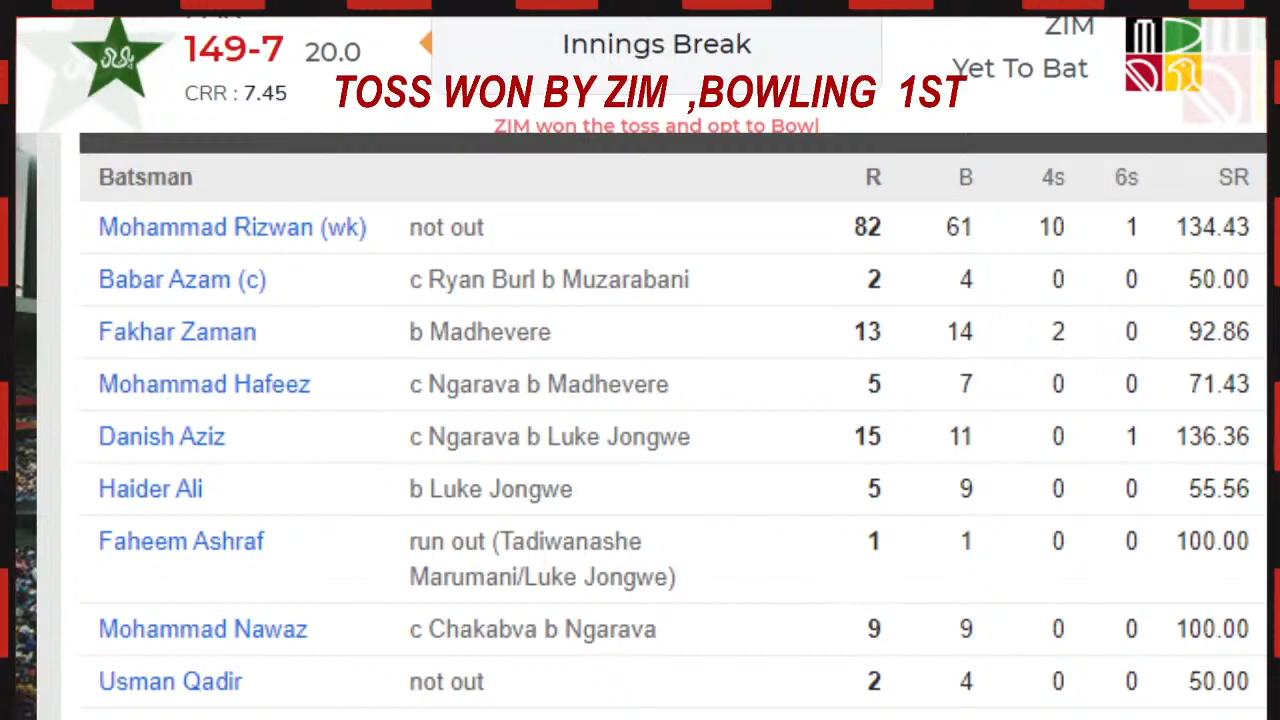 149-7 20.0
Innings Break
ZIM
Yet To Bat
CRR : 7.45
TOSS WON BY ZIM ,BOWLING 1ST
ZIM won the toss and opt to Bowl
Batsman R B 4s 6s SR
Mohammad Rizwan (wk) not out 82 61 10 1 134.43
Babar Azam (c) c Ryan Burl b Muzarabani 2 4 0 0 50.00
Fakhar Zaman b Madhevere 13 14 2 0 92.86
Mohammad Hafeez c Ngarava b Madhevere 5 7 0 0 71.43
Danish Aziz c Ngarava b Luke Jongwe 15 11 0 1 136.36
Haider Ali b Luke Jongwe 5 9 0 0 55.56
Faheem Ashraf run out (Tadiwanashe 1 1 0 0 100.00
Marumani/Luke Jongwe)
Mohammad Nawaz c Chakabva b Ngarava 9 9 0 0 100.00
Usman Qadir not out 2 4 0 0 50.00